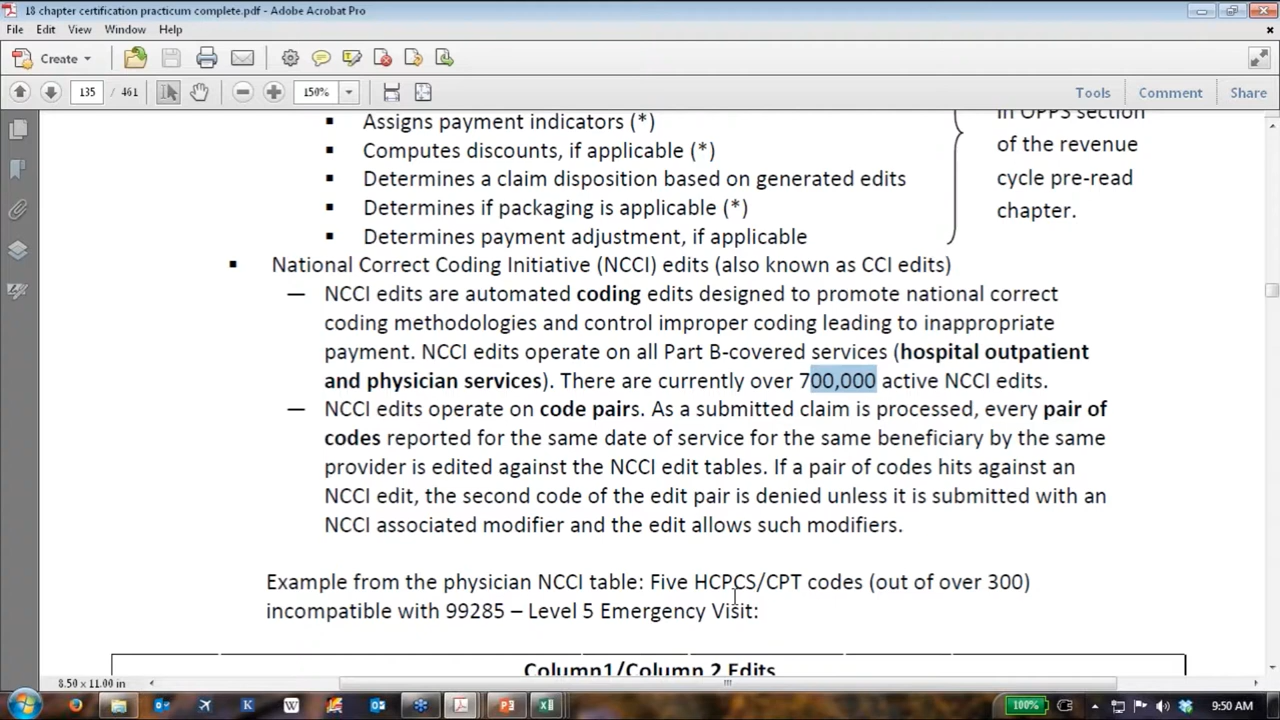 18 chapter certification practicum complete.pdf - Adobe Acrobat Pro
File Edit View Window Help
Create
135 / 461 150% Tools Comment Share
in OPPS section
▪ Assigns payment indicators (*)
▪ Computes discounts, if applicable (*) of the revenue
▪ Determines a claim disposition based on generated edits cycle pre-read
▪ Determines if packaging is applicable (*) chapter.
▪ Determines payment adjustment, if applicable
▪ National Correct Coding Initiative (NCCI) edits (also known as CCI edits)
— NCCI edits are automated coding edits designed to promote national correct
coding methodologies and control improper coding leading to inappropriate
payment. NCCI edits operate on all Part B-covered services (hospital outpatient
and physician services). There are currently over 700,000 active NCCI edits.
— NCCI edits operate on code pairs. As a submitted claim is processed, every pair of
codes reported for the same date of service for the same beneficiary by the same
provider is edited against the NCCI edit tables. If a pair of codes hits against an
NCCI edit, the second code of the edit pair is denied unless it is submitted with an
NCCI associated modifier and the edit allows such modifiers.
Example from the physician NCCI table: Five HCPCS/CPT codes (out of over 300)
incompatible with 99285 – Level 5 Emergency Visit:
Column1/Column 2 Edits
8.50 x 11.00 in
100% 9:50 AM